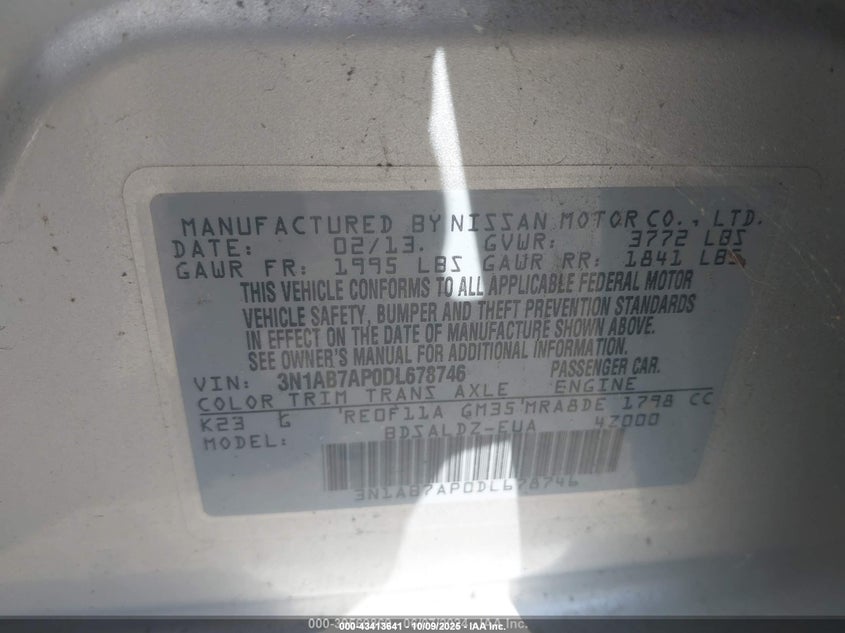 MANUFACTURED BY NISSAN MOTOR CO., LTD.
DATE: 02/13. GVWR: 3772 LBS
GAWR FR: 1995 LBS GAWR RR: 1841 LBS
THIS VEHICLE CONFORMS TO ALL APPLICABLE FEDERAL MOTOR
VEHICLE SAFETY, BUMPER AND THEFT PREVENTION STANDARDS
IN EFFECT ON THE DATE OF MANUFACTURE SHOWN ABOVE.
SEE OWNER'S MANUAL FOR ADDITIONAL INFORMATION.
VIN: 3N1AB7AP0DL678746 PASSENGER CAR.
COLOR TRIM TRANS AXLE ENGINE
K23 G RE0F11A GM35 MRA8DE 1798 CC
MODEL: BDSALDZ-EUA 4Z000
3N1AB7AP0DL678746
000-43413641 - 10/09/2025 - IAA, Inc.